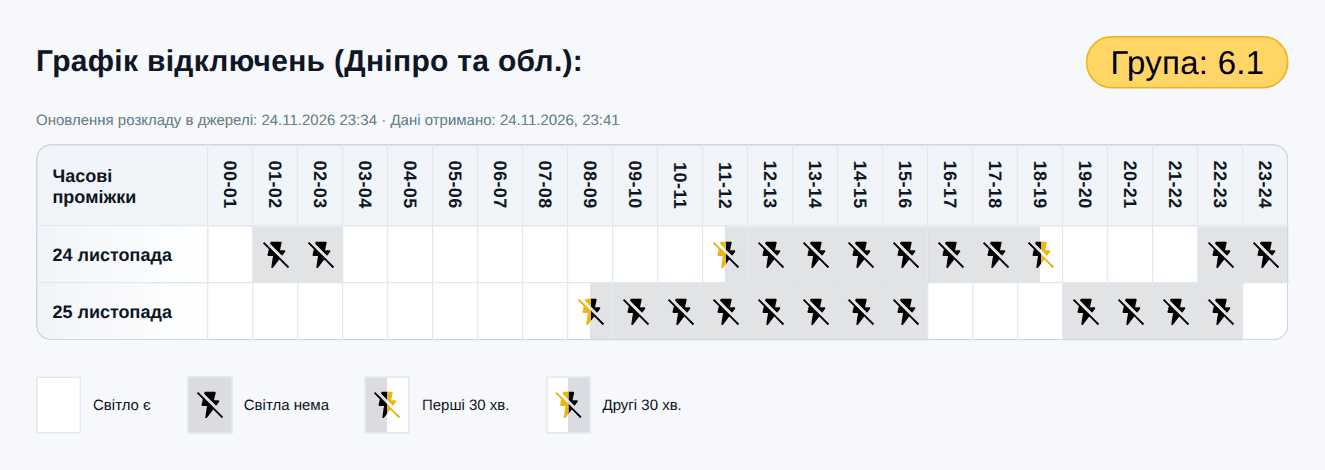 Графік відключень (Дніпро та обл.):
Група: 6.1
Оновлення розкладу в джерелі: 24.11.2026 23:34 · Дані отримано: 24.11.2026, 23:41
Часові
проміжки
00-01
01-02
02-03
03-04
04-05
05-06
06-07
07-08
08-09
09-10
10-11
11-12
12-13
13-14
14-15
15-16
16-17
17-18
18-19
19-20
20-21
21-22
22-23
23-24
24 листопада
25 листопада
Світло є
Світла нема
Перші 30 хв.
Другі 30 хв.